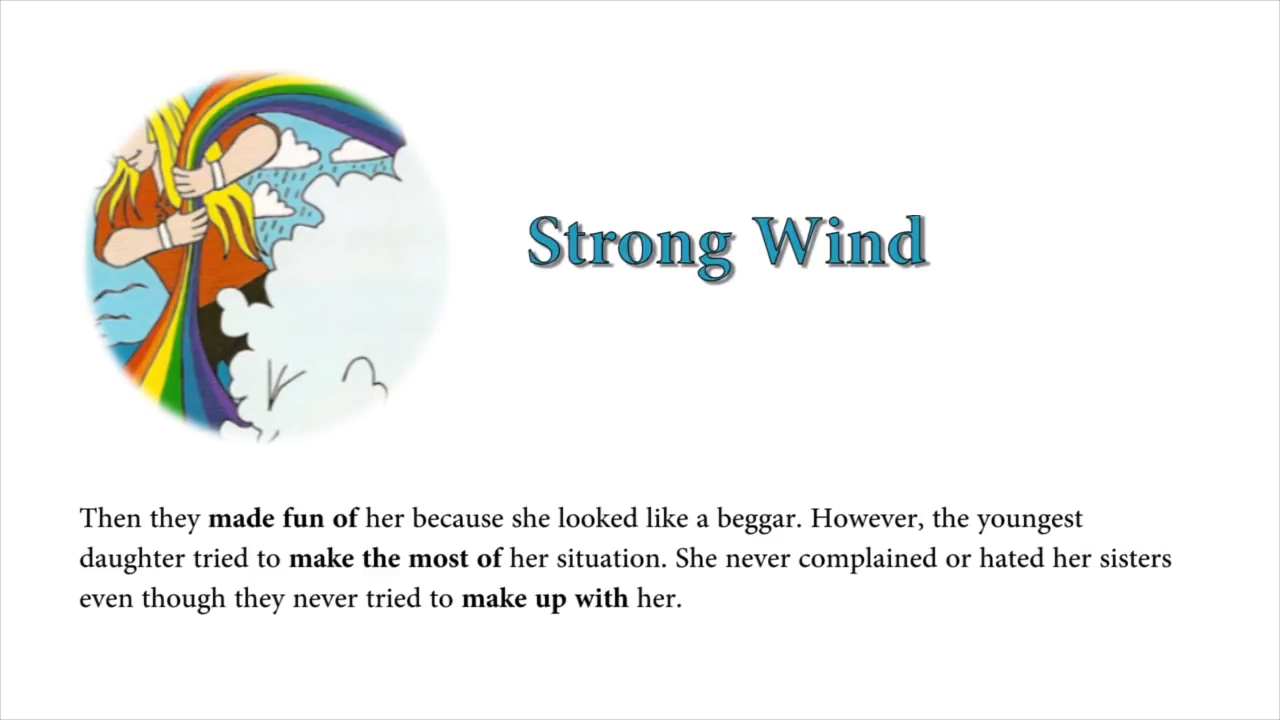 Strong Wind
Then they made fun of her because she looked like a beggar. However, the youngest
daughter tried to make the most of her situation. She never complained or hated her sisters
even though they never tried to make up with her.